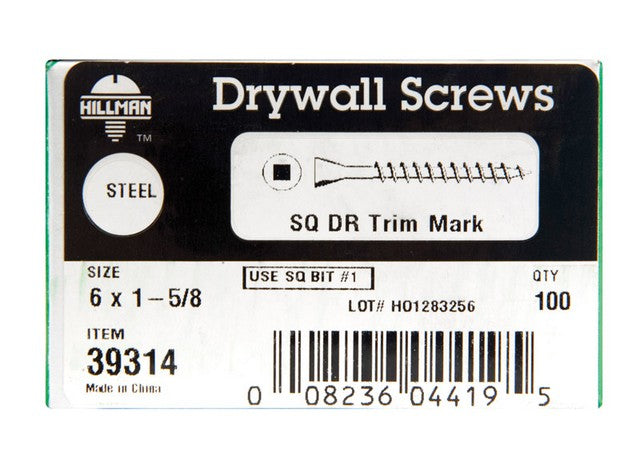 HILLMAN
TM
Drywall Screws
STEEL
SQ DR Trim Mark
SIZE
6 x 1-5/8
USE SQ BIT #1
QTY
100
LOT# H01283256
ITEM
39314
Made in China
0 08236 04419 5